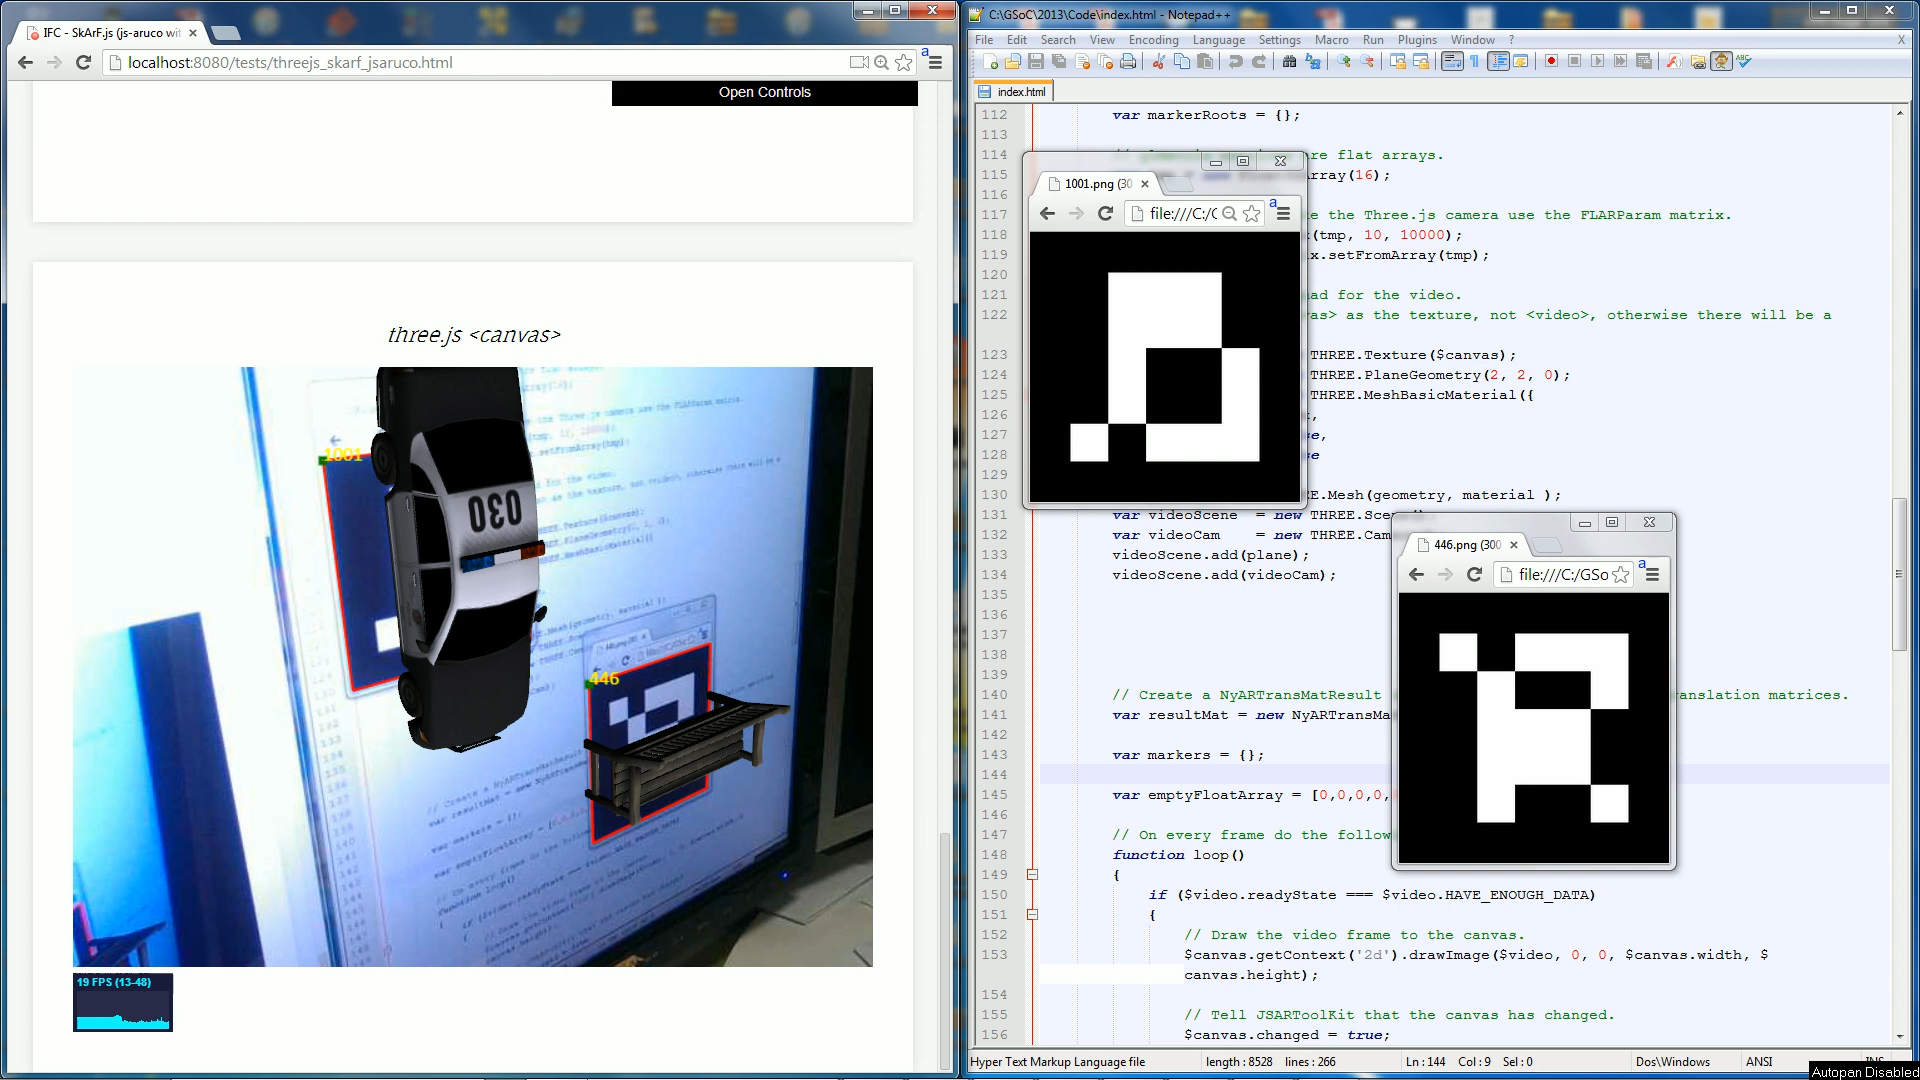 IFC - SkArF.js (js-aruco wit
localhost:8080/tests/threejs_skarf_jsaruco.html
Open Controls
three.js <canvas>
1001
030
446
19 FPS (13-48)
C:\GSoC\2013\Code\index.html - Notepad++
File Edit Search View Encoding Language Settings Macro Run Plugins Window ?
X
index.html
112 var markerRoots = {};
113
114 re flat arrays.
115 rray(16);
116
117 e the Three.js camera use the FLARParam matrix.
118 (tmp, 10, 10000);
119 x.setFromArray(tmp);
120
121 ad for the video.
122 as> as the texture, not <video>, otherwise there will be a
123 THREE.Texture($canvas);
124 THREE.PlaneGeometry(2, 2, 0);
125 THREE.MeshBasicMaterial({
126 ,
127 e,
128 e
129
130 E.Mesh(geometry, material );
131 var videoScene = new THREE.Sce
132 var videoCam = new THREE.Cam
133 videoScene.add(plane);
134 videoScene.add(videoCam);
135
136
137
138
139
140 // Create a NyARTransMatResult anslation matrices.
141 var resultMat = new NyARTransMa
142
143 var markers = {};
144
145 var emptyFloatArray = [0,0,0,0,
146
147 // On every frame do the follow
148 function loop()
149 {
150 if ($video.readyState === $video.HAVE_ENOUGH_DATA)
151 {
152 // Draw the video frame to the canvas.
153 $canvas.getContext('2d').drawImage($video, 0, 0, $canvas.width, $
canvas.height);
154
155 // Tell JSARToolKit that the canvas has changed.
156 $canvas.changed = true;
1001.png (30
file:///C:/C
446.png (300
file:///C:/GSo
Hyper Text Markup Language file length : 8528 lines : 266 Ln : 144 Col : 9 Sel : 0 Dos\Windows ANSI INS
Autopan Disabled